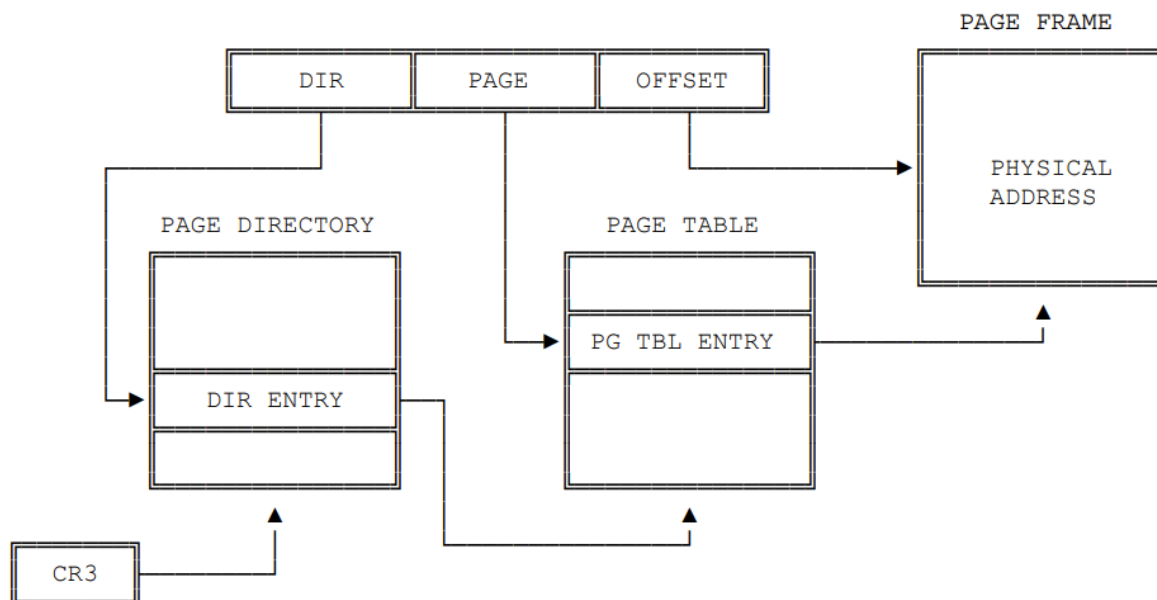 PAGE FRAME
DIR
PAGE
OFFSET
PHYSICAL
ADDRESS
PAGE DIRECTORY
PAGE TABLE
PG TBL ENTRY
DIR ENTRY
CR3